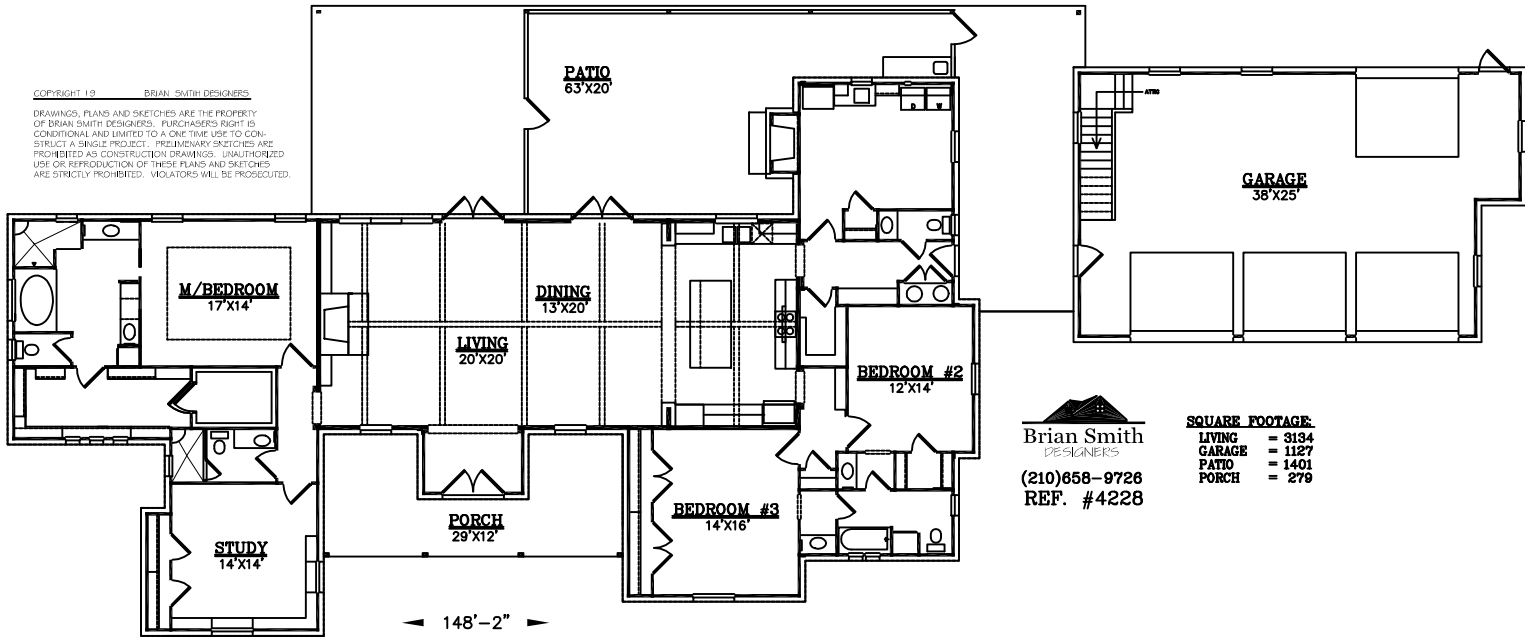 COPYRIGHT 19 BRIAN SMITH DESIGNERS
DRAWINGS, PLANS AND SKETCHES ARE THE PROPERTY
OF BRIAN SMITH DESIGNERS. PURCHASERS RIGHT IS
CONDITIONAL AND LIMITED TO A ONE TIME USE TO CON-
STRUCT A SINGLE PROJECT. PRELIMENARY SKETCHES ARE
PROHIBITED AS CONSTRUCTION DRAWINGS. UNAUTHORIZED
USE OR REPRODUCTION OF THESE PLANS AND SKETCHES
ARE STRICTLY PROHIBITED. VIOLATORS WILL BE PROSECUTED.
PATIO
63'X20'
D W
ATTIC
GARAGE
38'X25'
M/BEDROOM
17'X14'
DINING
13'X20'
LIVING
20'X20'
BEDROOM #2
12'X14'
BEDROOM #3
14'X16'
PORCH
29'X12'
STUDY
14'X14'
148'-2"
Brian Smith
DESIGNERS
(210)658-9726
REF. #4228
SQUARE FOOTAGE:
LIVING = 3134
GARAGE = 1127
PATIO = 1401
PORCH = 279